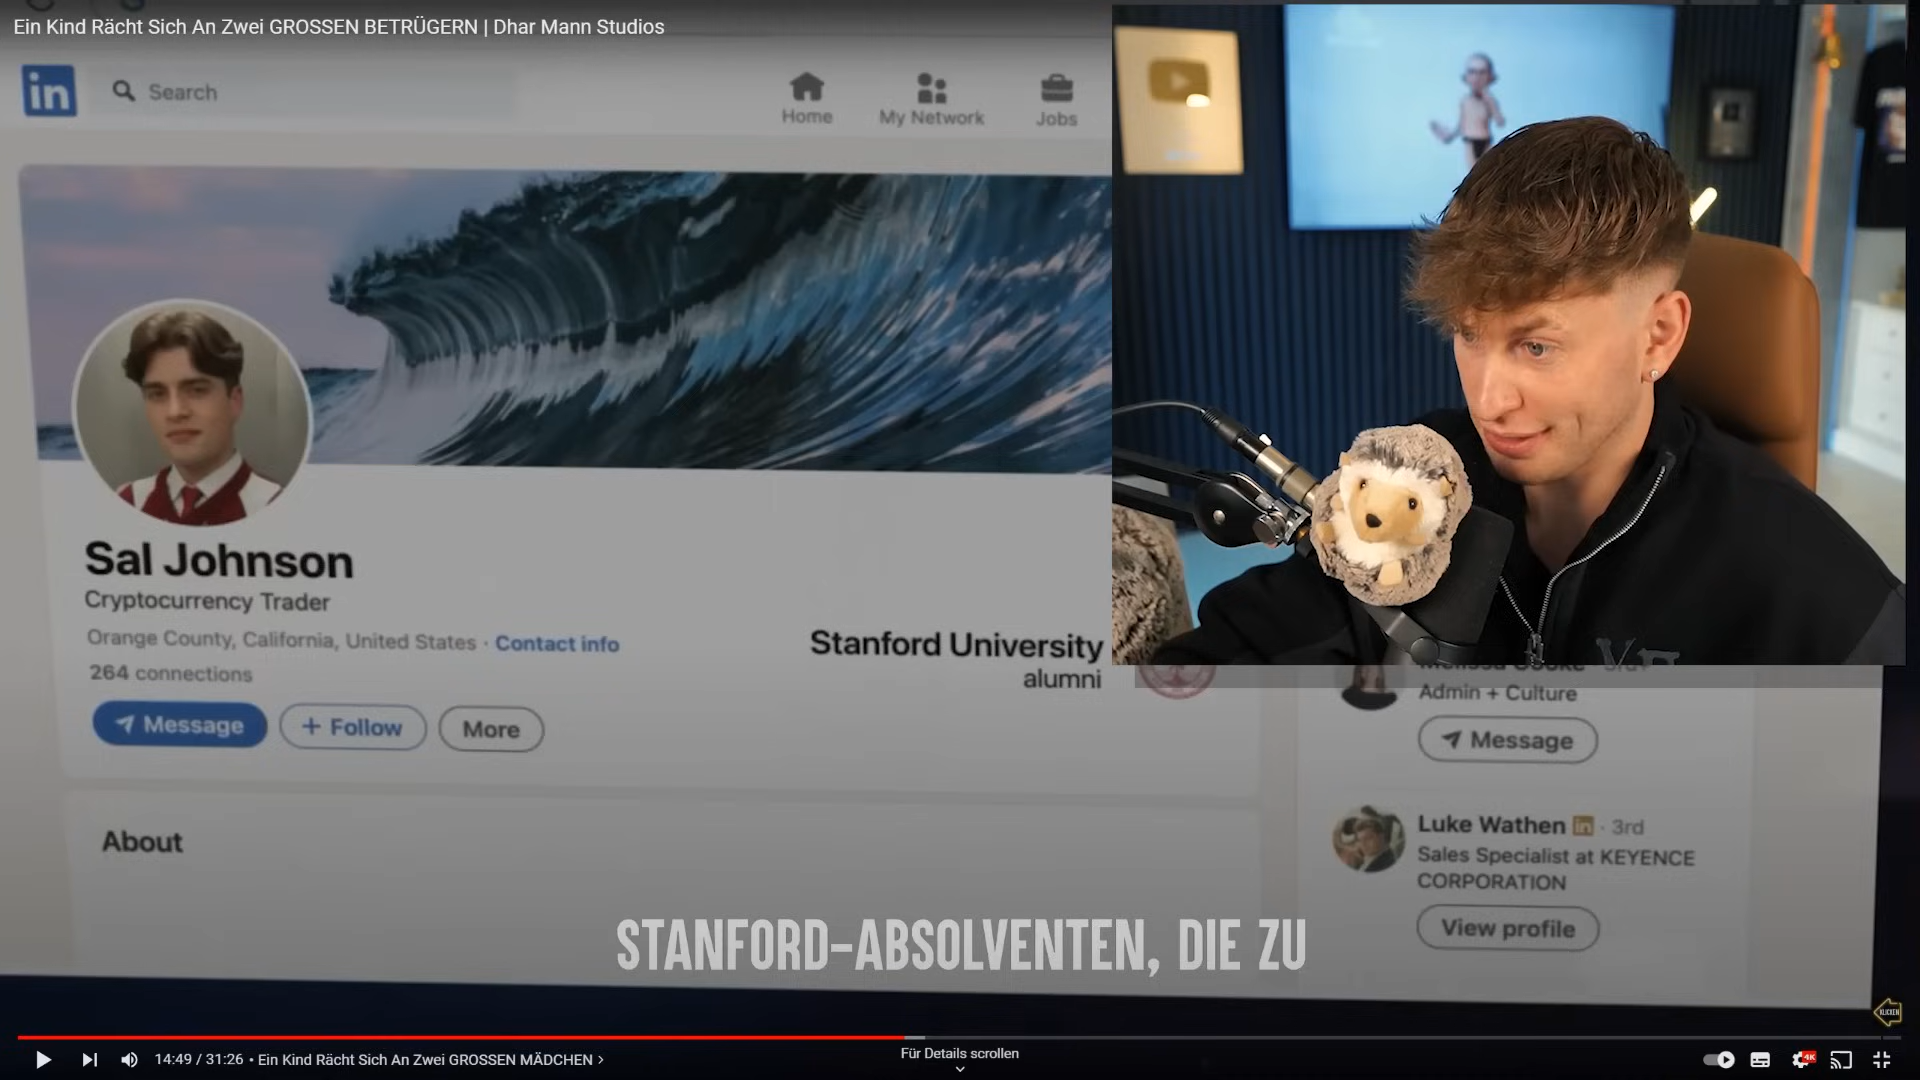 Ein Kind Rächt Sich An Zwei GROSSEN BETRÜGERN | Dhar Mann Studios
in
Search
Home
My Network
Jobs
Sal Johnson
Cryptocurrency Trader
Orange County, California, United States · Contact info
264 connections
Stanford University
alumni
Message
+ Follow
More
About
Admin + Culture
Message
Luke Wathen in · 3rd
Sales Specialist at KEYENCE
CORPORATION
View profile
STANFORD-ABSOLVENTEN, DIE ZU
KLICKEN
14:49 / 31:26 • Ein Kind Rächt Sich An Zwei GROSSEN MÄDCHEN >
Für Details scrollen
4K